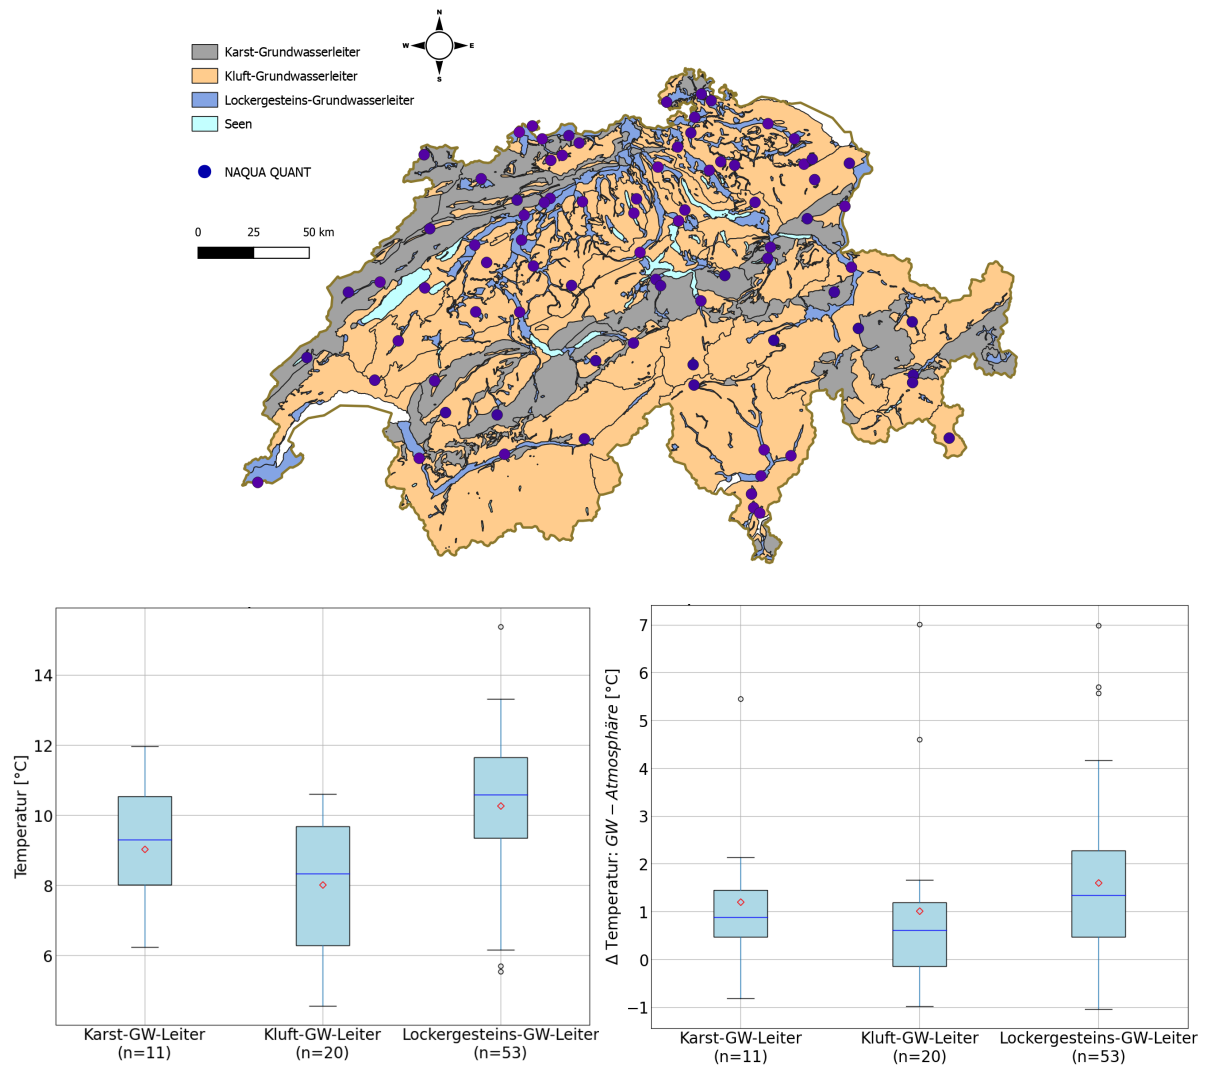 N
W
E
S
Karst-Grundwasserleiter
Kluft-Grundwasserleiter
Lockergesteins-Grundwasserleiter
Seen
NAQUA QUANT
0 25 50 km
Temperatur [°C]
14
12
10
8
6
Karst-GW-Leiter
(n=11)
Kluft-GW-Leiter
(n=20)
Lockergesteins-GW-Leiter
(n=53)
Δ Temperatur: GW − Atmosphäre [°C]
7
6
5
4
3
2
1
0
−1
Karst-GW-Leiter
(n=11)
Kluft-GW-Leiter
(n=20)
Lockergesteins-GW-Leiter
(n=53)